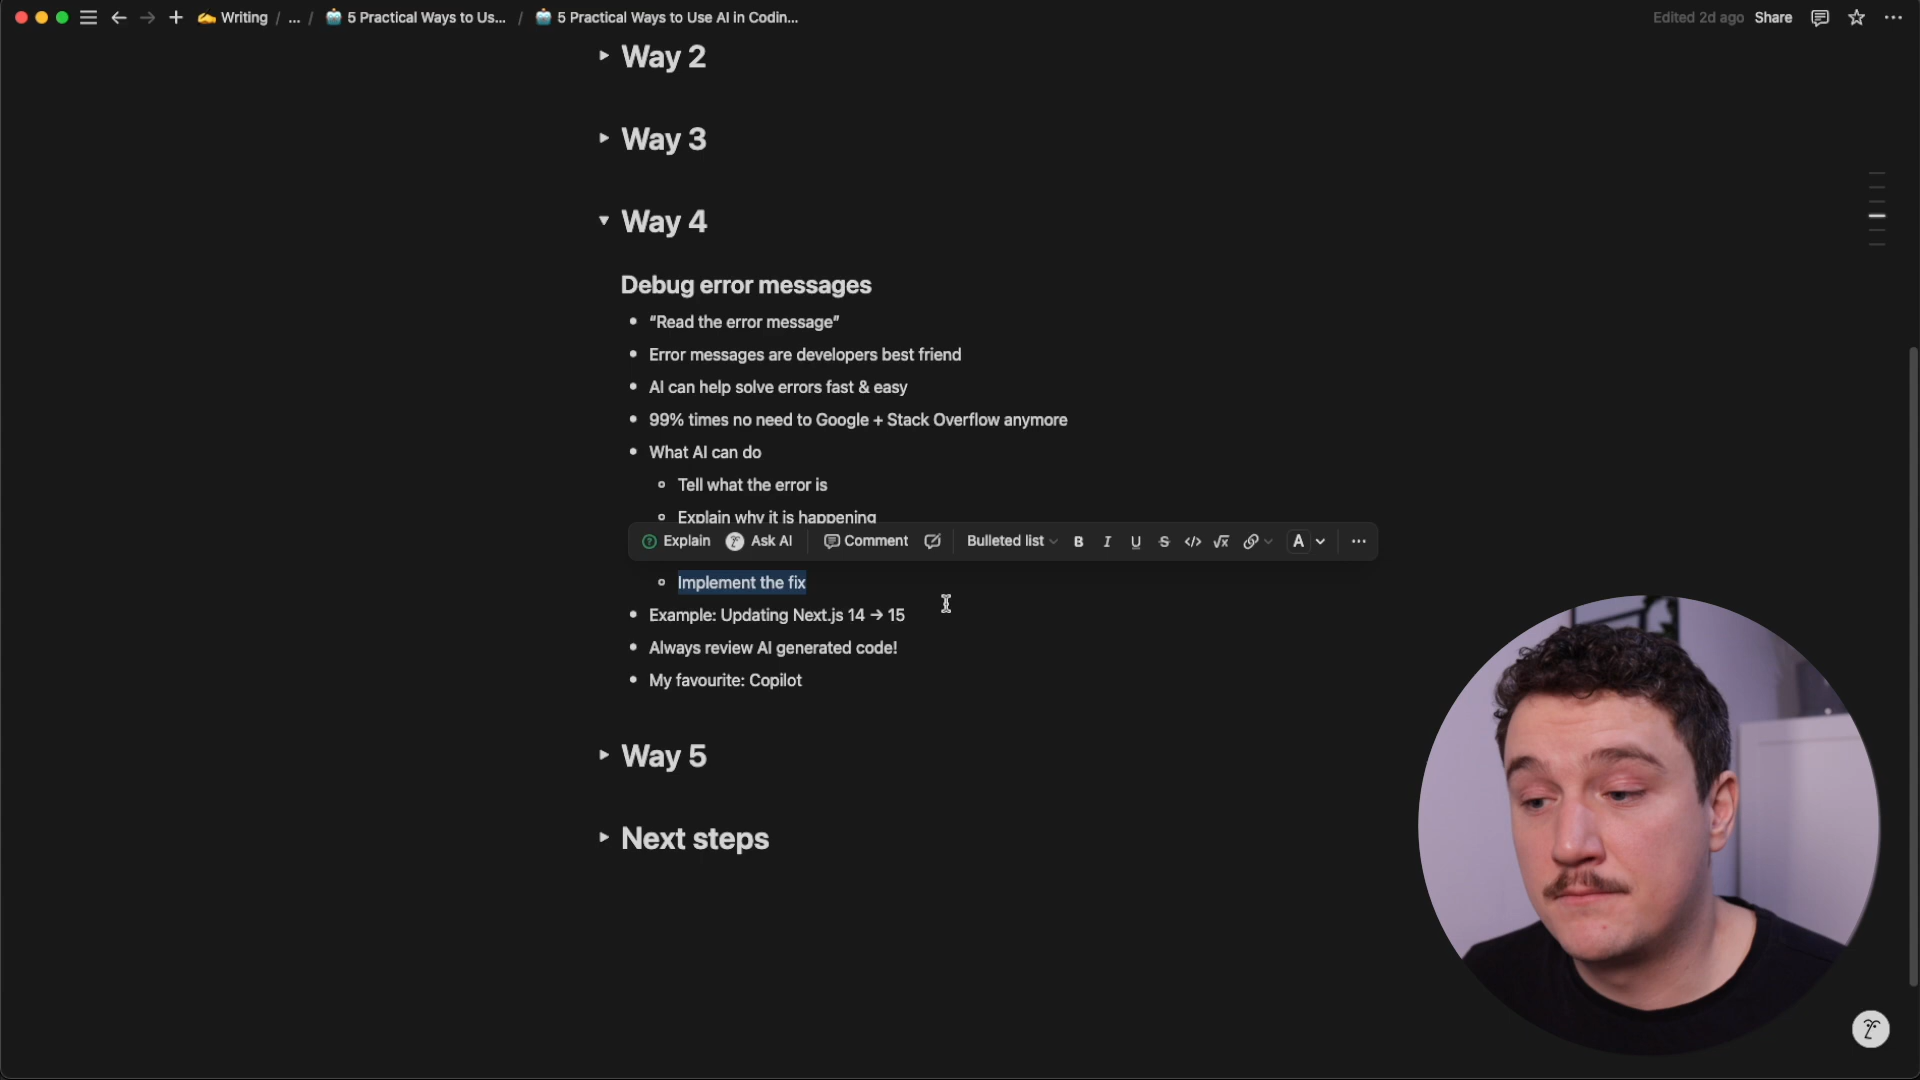 Writing / ... / 5 Practical Ways to Us... / 5 Practical Ways to Use AI in Codin...
Edited 2d ago Share
Way 2
Way 3
Way 4
Debug error messages
“Read the error message”
Error messages are developers best friend
AI can help solve errors fast & easy
99% times no need to Google + Stack Overflow anymore
What AI can do
Tell what the error is
Explain why it is happening
Explain Ask AI Comment Bulleted list B I U S </> √x A
Implement the fix
Example: Updating Next.js 14 → 15
Always review AI generated code!
My favourite: Copilot
Way 5
Next steps